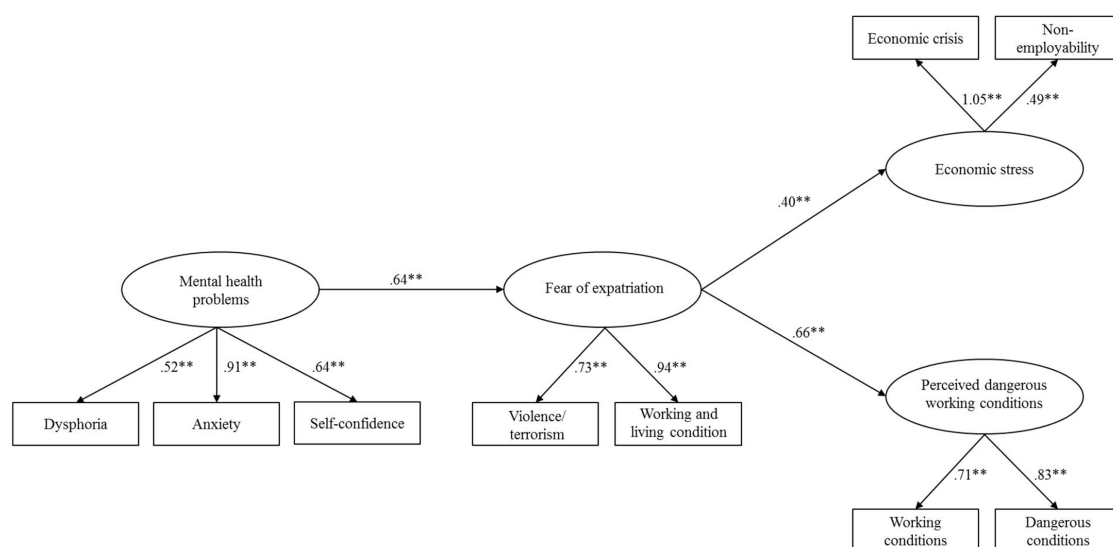 Economic crisis
Non-
employability
1.05**
.49**
Economic stress
.40**
Mental health
problems
.64**
Fear of expatriation
.66**
.52**
.91**
.64**
.73**
.94**
Dysphoria
Anxiety
Self-confidence
Violence/
terrorism
Working and
living condition
Perceived dangerous
working conditions
.71**
.83**
Working
conditions
Dangerous
conditions